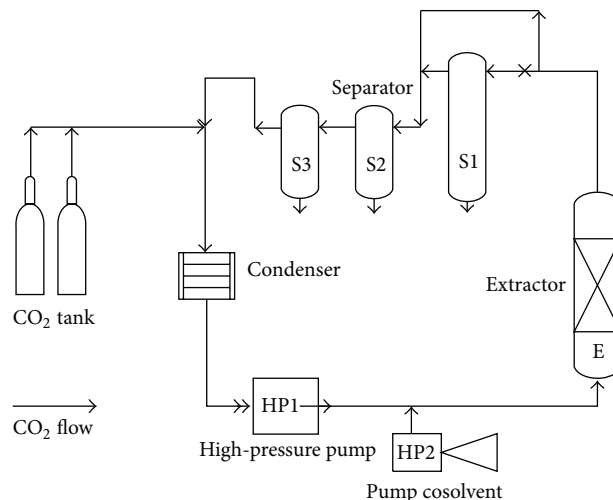 Separator
S3
S2
S1
Condenser
Extractor
CO₂ tank
E
HP1
CO₂ flow
High-pressure pump
HP2
Pump cosolvent